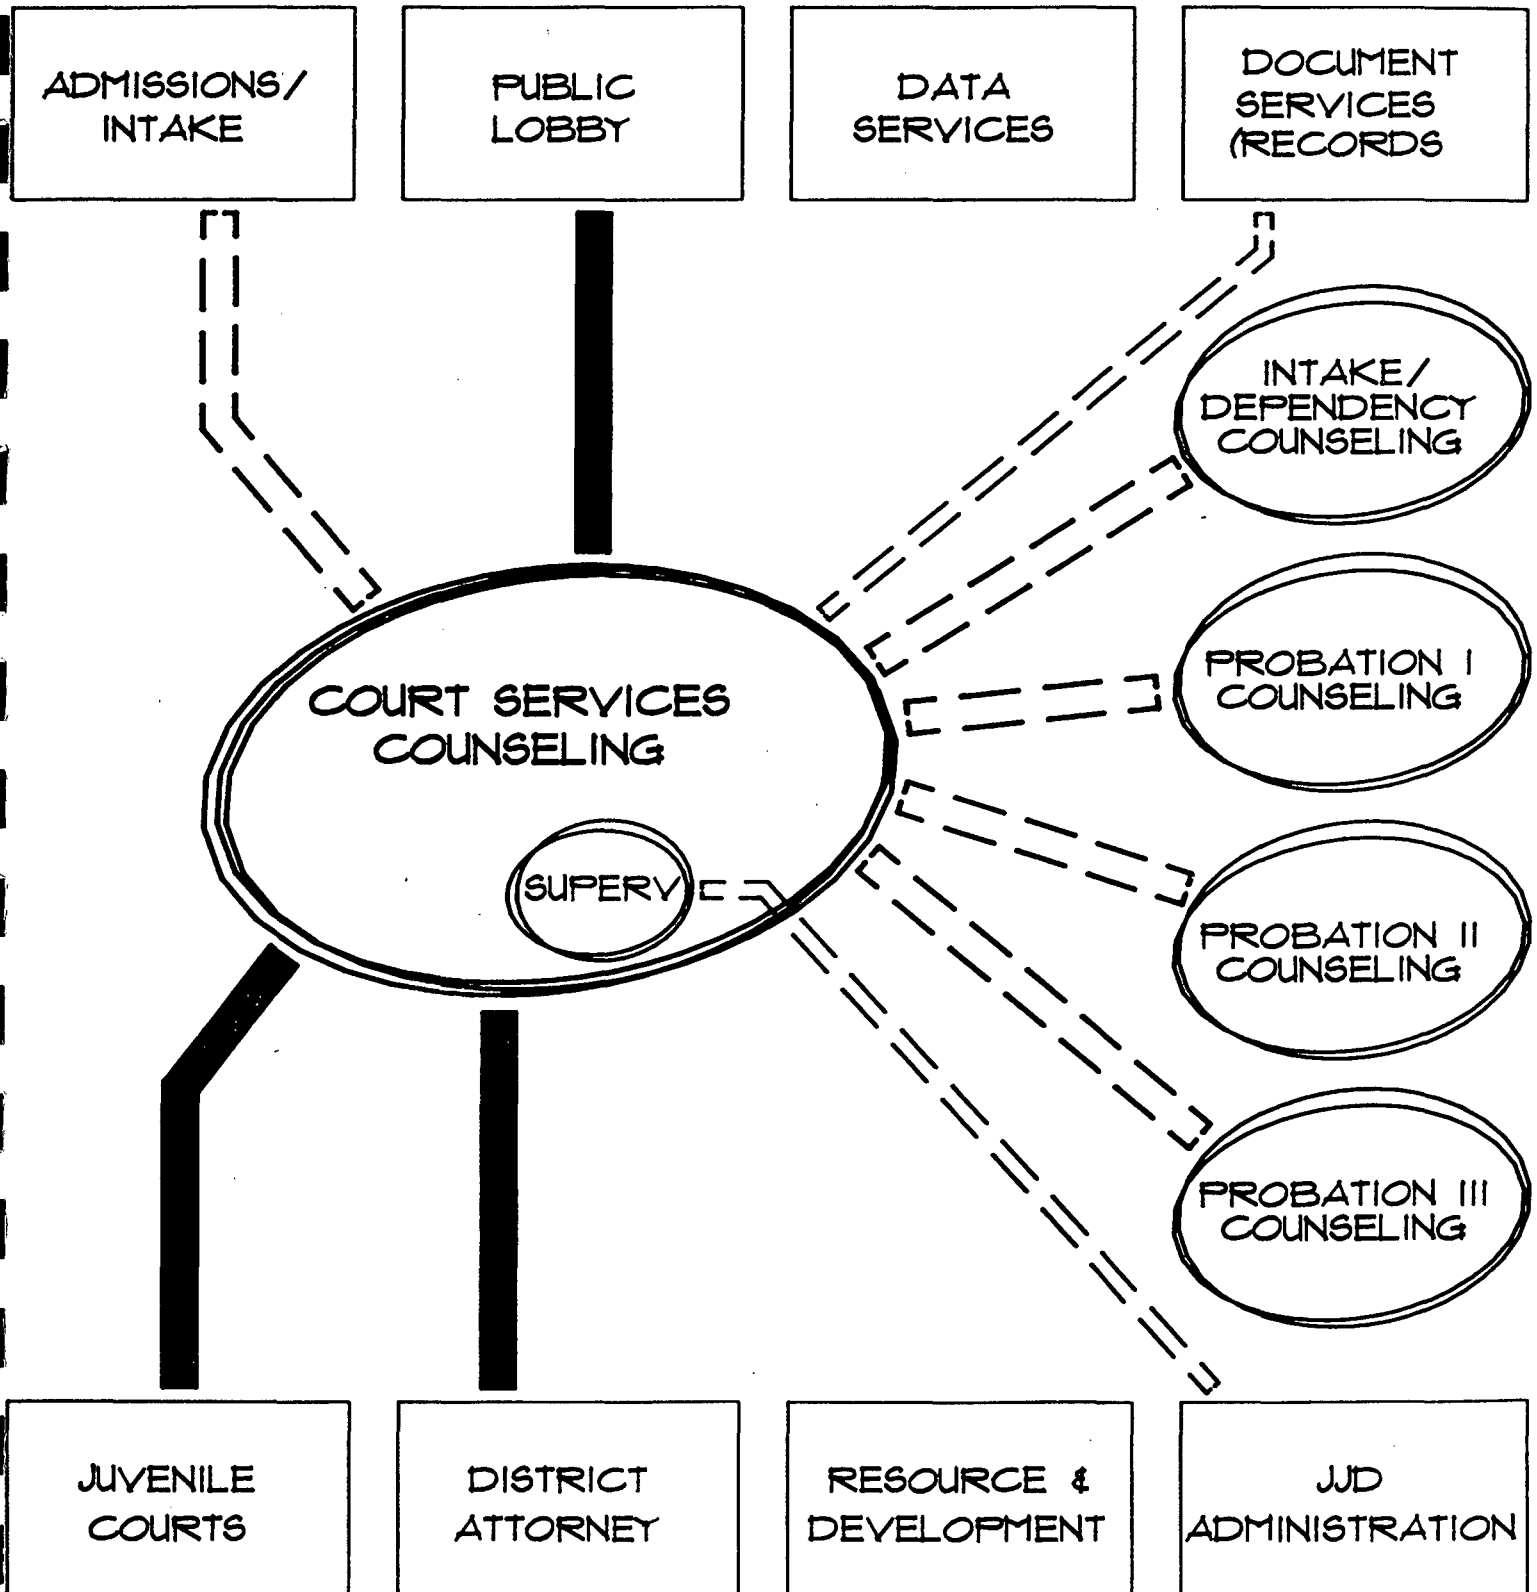 ADMISSIONS/
INTAKE
PUBLIC
LOBBY
DATA
SERVICES
DOCUMENT
SERVICES
(RECORDS
INTAKE/
DEPENDENCY
COUNSELING
PROBATION I
COUNSELING
COURT SERVICES
COUNSELING
SUPERV
PROBATION II
COUNSELING
PROBATION III
COUNSELING
JUVENILE
COURTS
DISTRICT
ATTORNEY
RESOURCE &
DEVELOPMENT
JJD
ADMINISTRATION